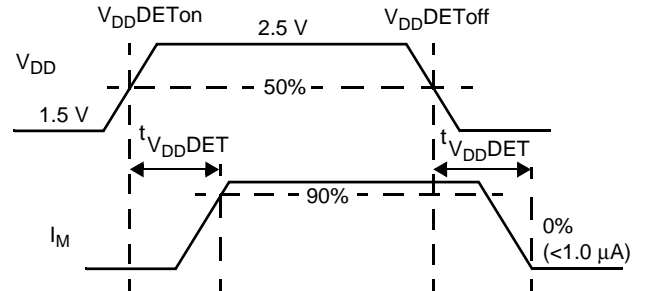 VDDDETon
VDDDEToff
2.5 V
VDD
50%
1.5 V
tVDDDET
tVDDDET
90%
IM
0%
(<1.0 μA)